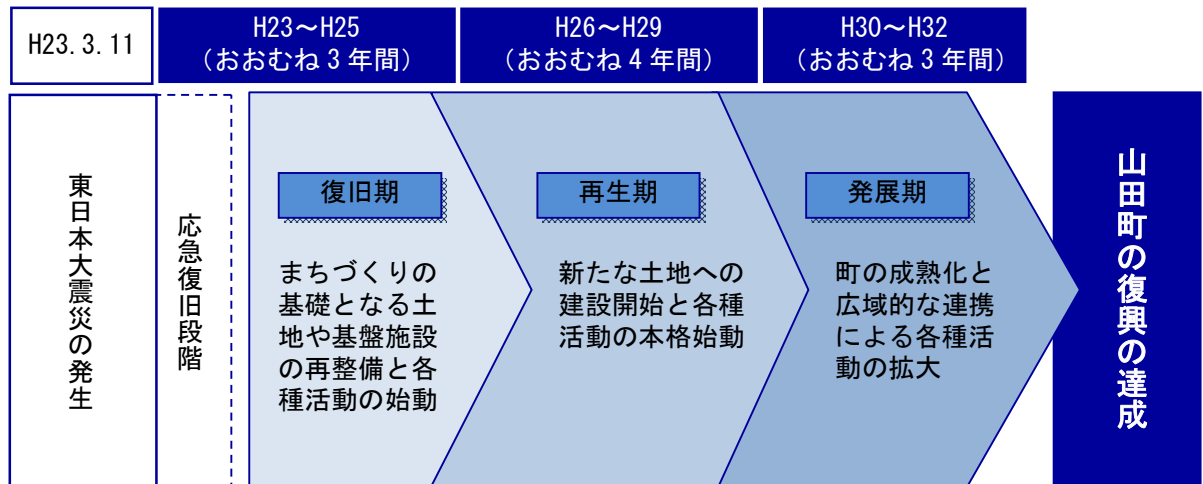 H23.3.11
H23～H25
（おおむね３年間）
H26～H29
（おおむね４年間）
H30～H32
（おおむね３年間）
東日本大震災の発生
応急復旧段階
復旧期
まちづくりの
基礎となる土
地や基盤施設
の再整備と各
種活動の始動
再生期
新たな土地への
建設開始と各種
活動の本格始動
発展期
町の成熟化と
広域的な連携
による各種活
動の拡大
山田町の復興の達成